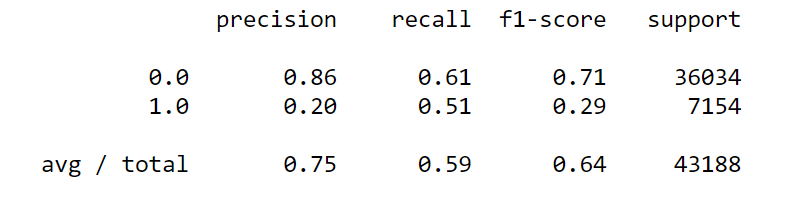 precision recall f1-score support
0.0 0.86 0.61 0.71 36034
1.0 0.20 0.51 0.29 7154
avg / total 0.75 0.59 0.64 43188